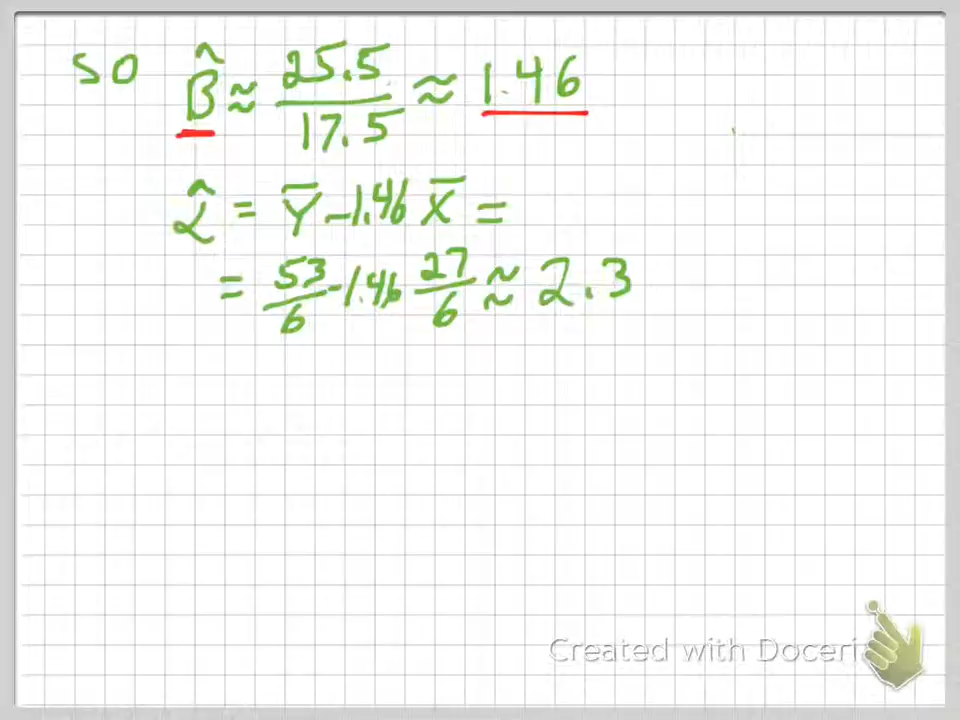 SO B̂ ≈ 25.5/17.5 ≈ 1.46
α̂ = Y̅ - 1.46 X̅ =
= 53/6 - 1.46 27/6 ≈ 2.3
Created with Doceri